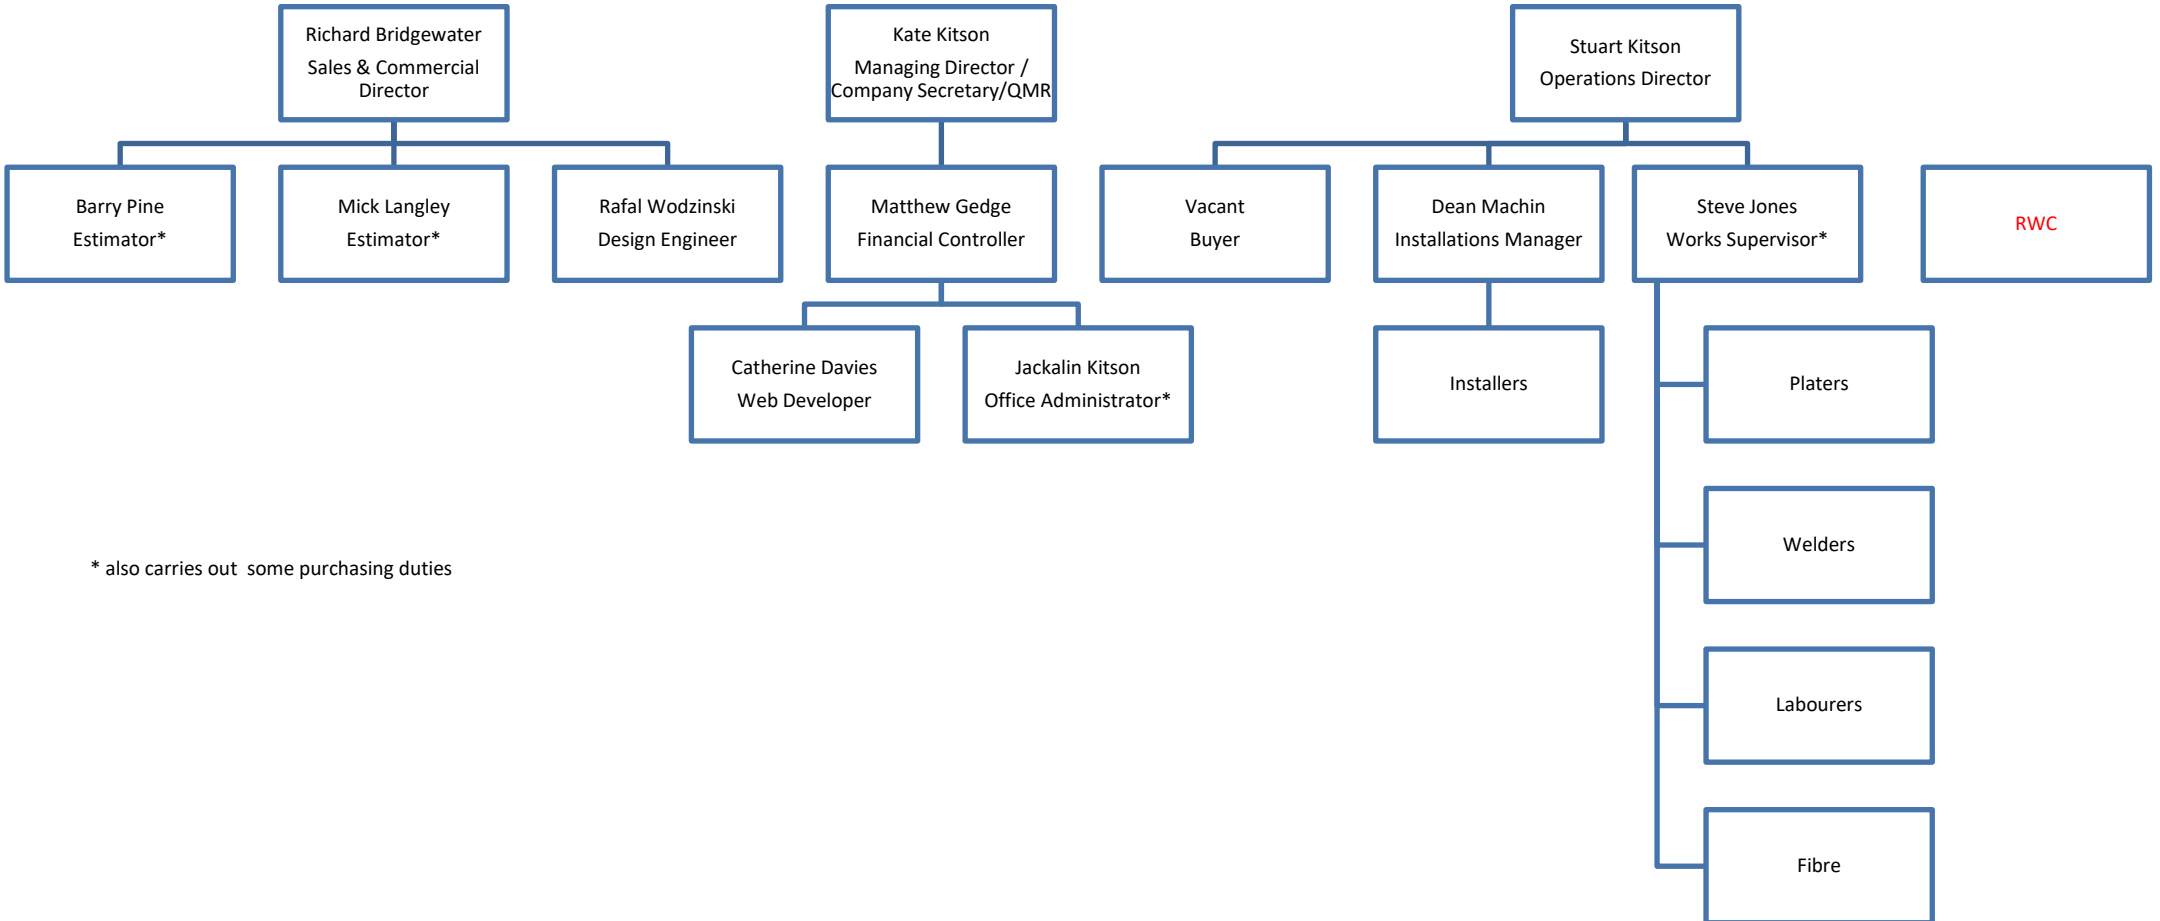 Richard Bridgewater
Sales & Commercial
Director
Kate Kitson
Managing Director /
Company Secretary/QMR
Stuart Kitson
Operations Director
Barry Pine
Estimator*
Mick Langley
Estimator*
Rafal Wodzinski
Design Engineer
Matthew Gedge
Financial Controller
Vacant
Buyer
Dean Machin
Installations Manager
Steve Jones
Works Supervisor*
RWC
Catherine Davies
Web Developer
Jackalin Kitson
Office Administrator*
Installers
Platers
Welders
* also carries out  some purchasing duties
Labourers
Fibre